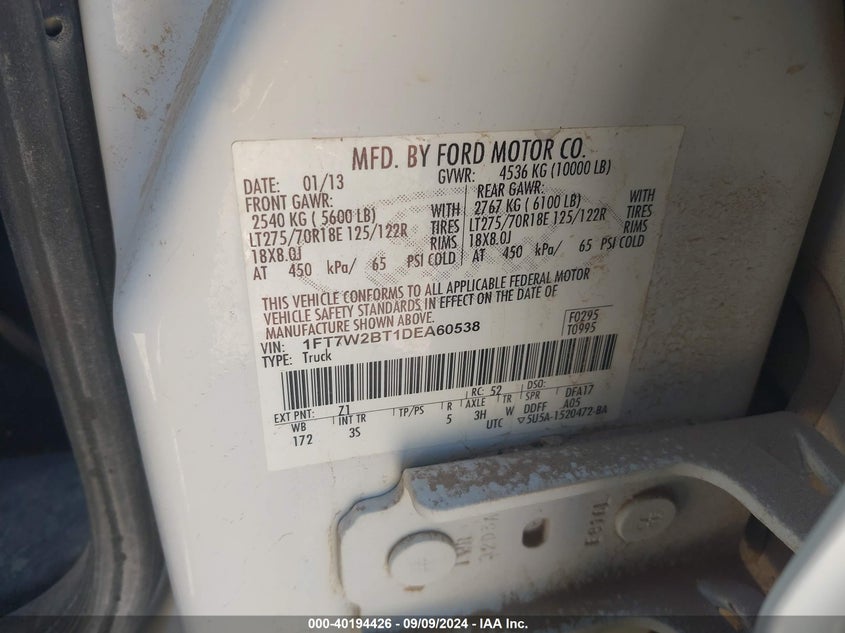 MFD. BY FORD MOTOR CO.
DATE: 01/13 GVWR: 4536 KG (10000 LB)
FRONT GAWR: REAR GAWR:
2540 KG ( 5600 LB) WITH 2767 KG ( 6100 LB) WITH
LT275/70R18E 125/122R TIRES LT275/70R18E 125/122R TIRES
18X8.0J RIMS 18X8.0J RIMS
AT 450 kPa/ 65 PSI COLD AT 450 kPa/ 65 PSI COLD
THIS VEHICLE CONFORMS TO ALL APPLICABLE FEDERAL MOTOR
VEHICLE SAFETY STANDARDS IN EFFECT ON THE DATE OF
MANUFACTURE SHOWN ABOVE.
VIN: 1FT7W2BT1DEA60538 F0295
TYPE: Truck T0995
EXT PNT: Z1 RC: 52 DSO:
WB INT TR TP/PS R AXLE TR SPR DFA17
172 3S 5 3H W DDFF A05
UTC ▽5U5A-1520472-BA
000-40194426 - 09/09/2024 - IAA Inc.